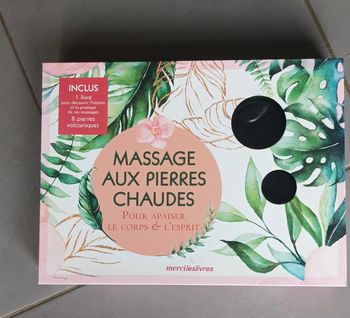 INCLUS
1 livre
pour découvrir l'histoire
et la pratique
de ces massages
8 pierres
volcaniques
MASSAGE
AUX PIERRES
CHAUDES
POUR APAISER
LE CORPS & L'ESPRIT
mercileslivres